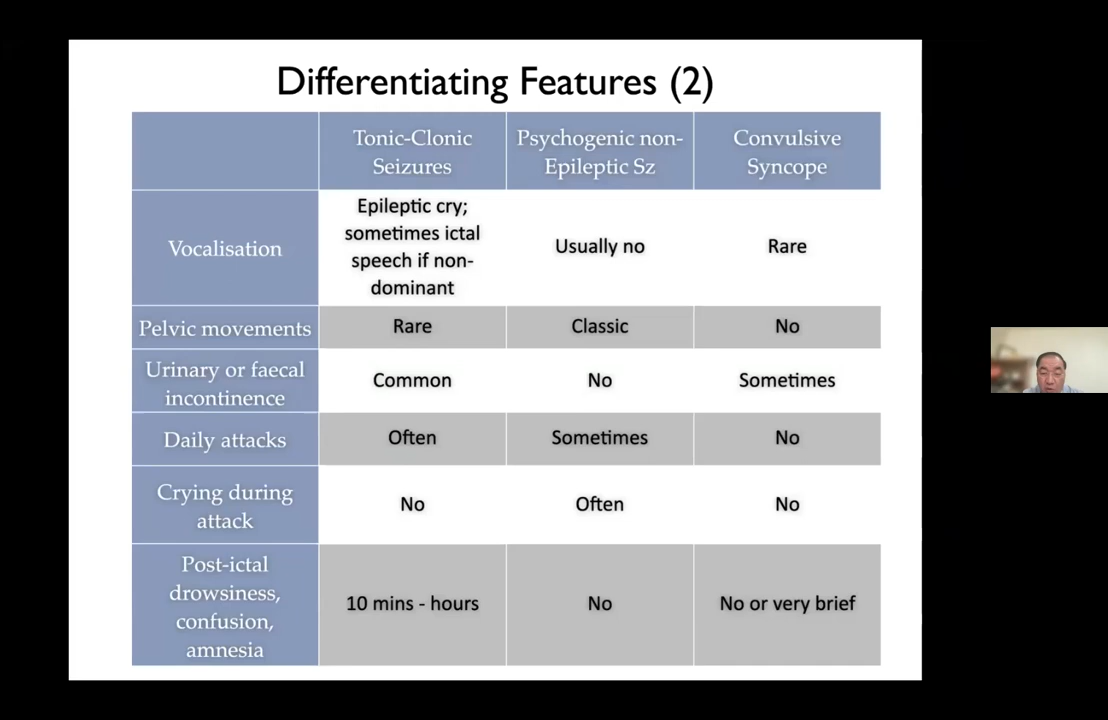 Differentiating Features (2)
Tonic-Clonic
Seizures
Psychogenic non-
Epileptic Sz
Convulsive
Syncope
Vocalisation
Epileptic cry;
sometimes ictal
speech if non-
dominant
Usually no
Rare
Pelvic movements
Rare
Classic
No
Urinary or faecal
incontinence
Common
No
Sometimes
Daily attacks
Often
Sometimes
No
Crying during
attack
No
Often
No
Post-ictal
drowsiness,
confusion,
amnesia
10 mins - hours
No
No or very brief